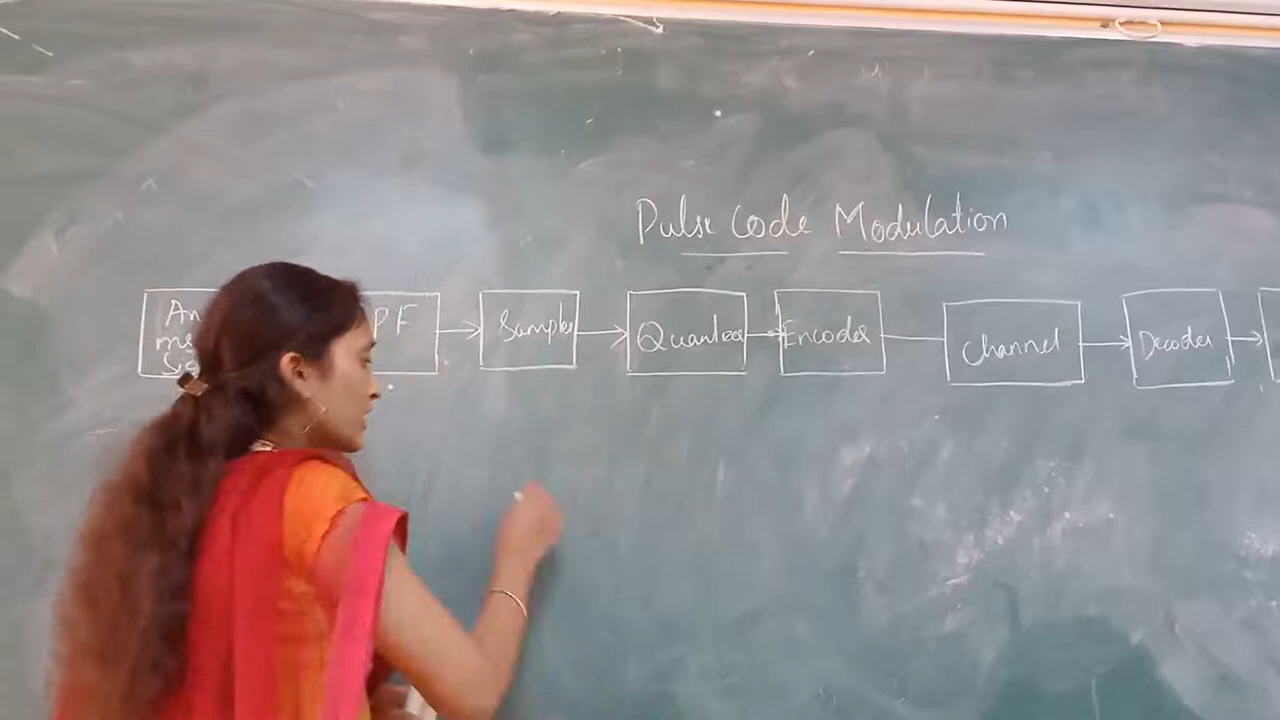 Pulse Code Modulation
PF
Sampler
Quantizer
Encoder
Channel
Decoder